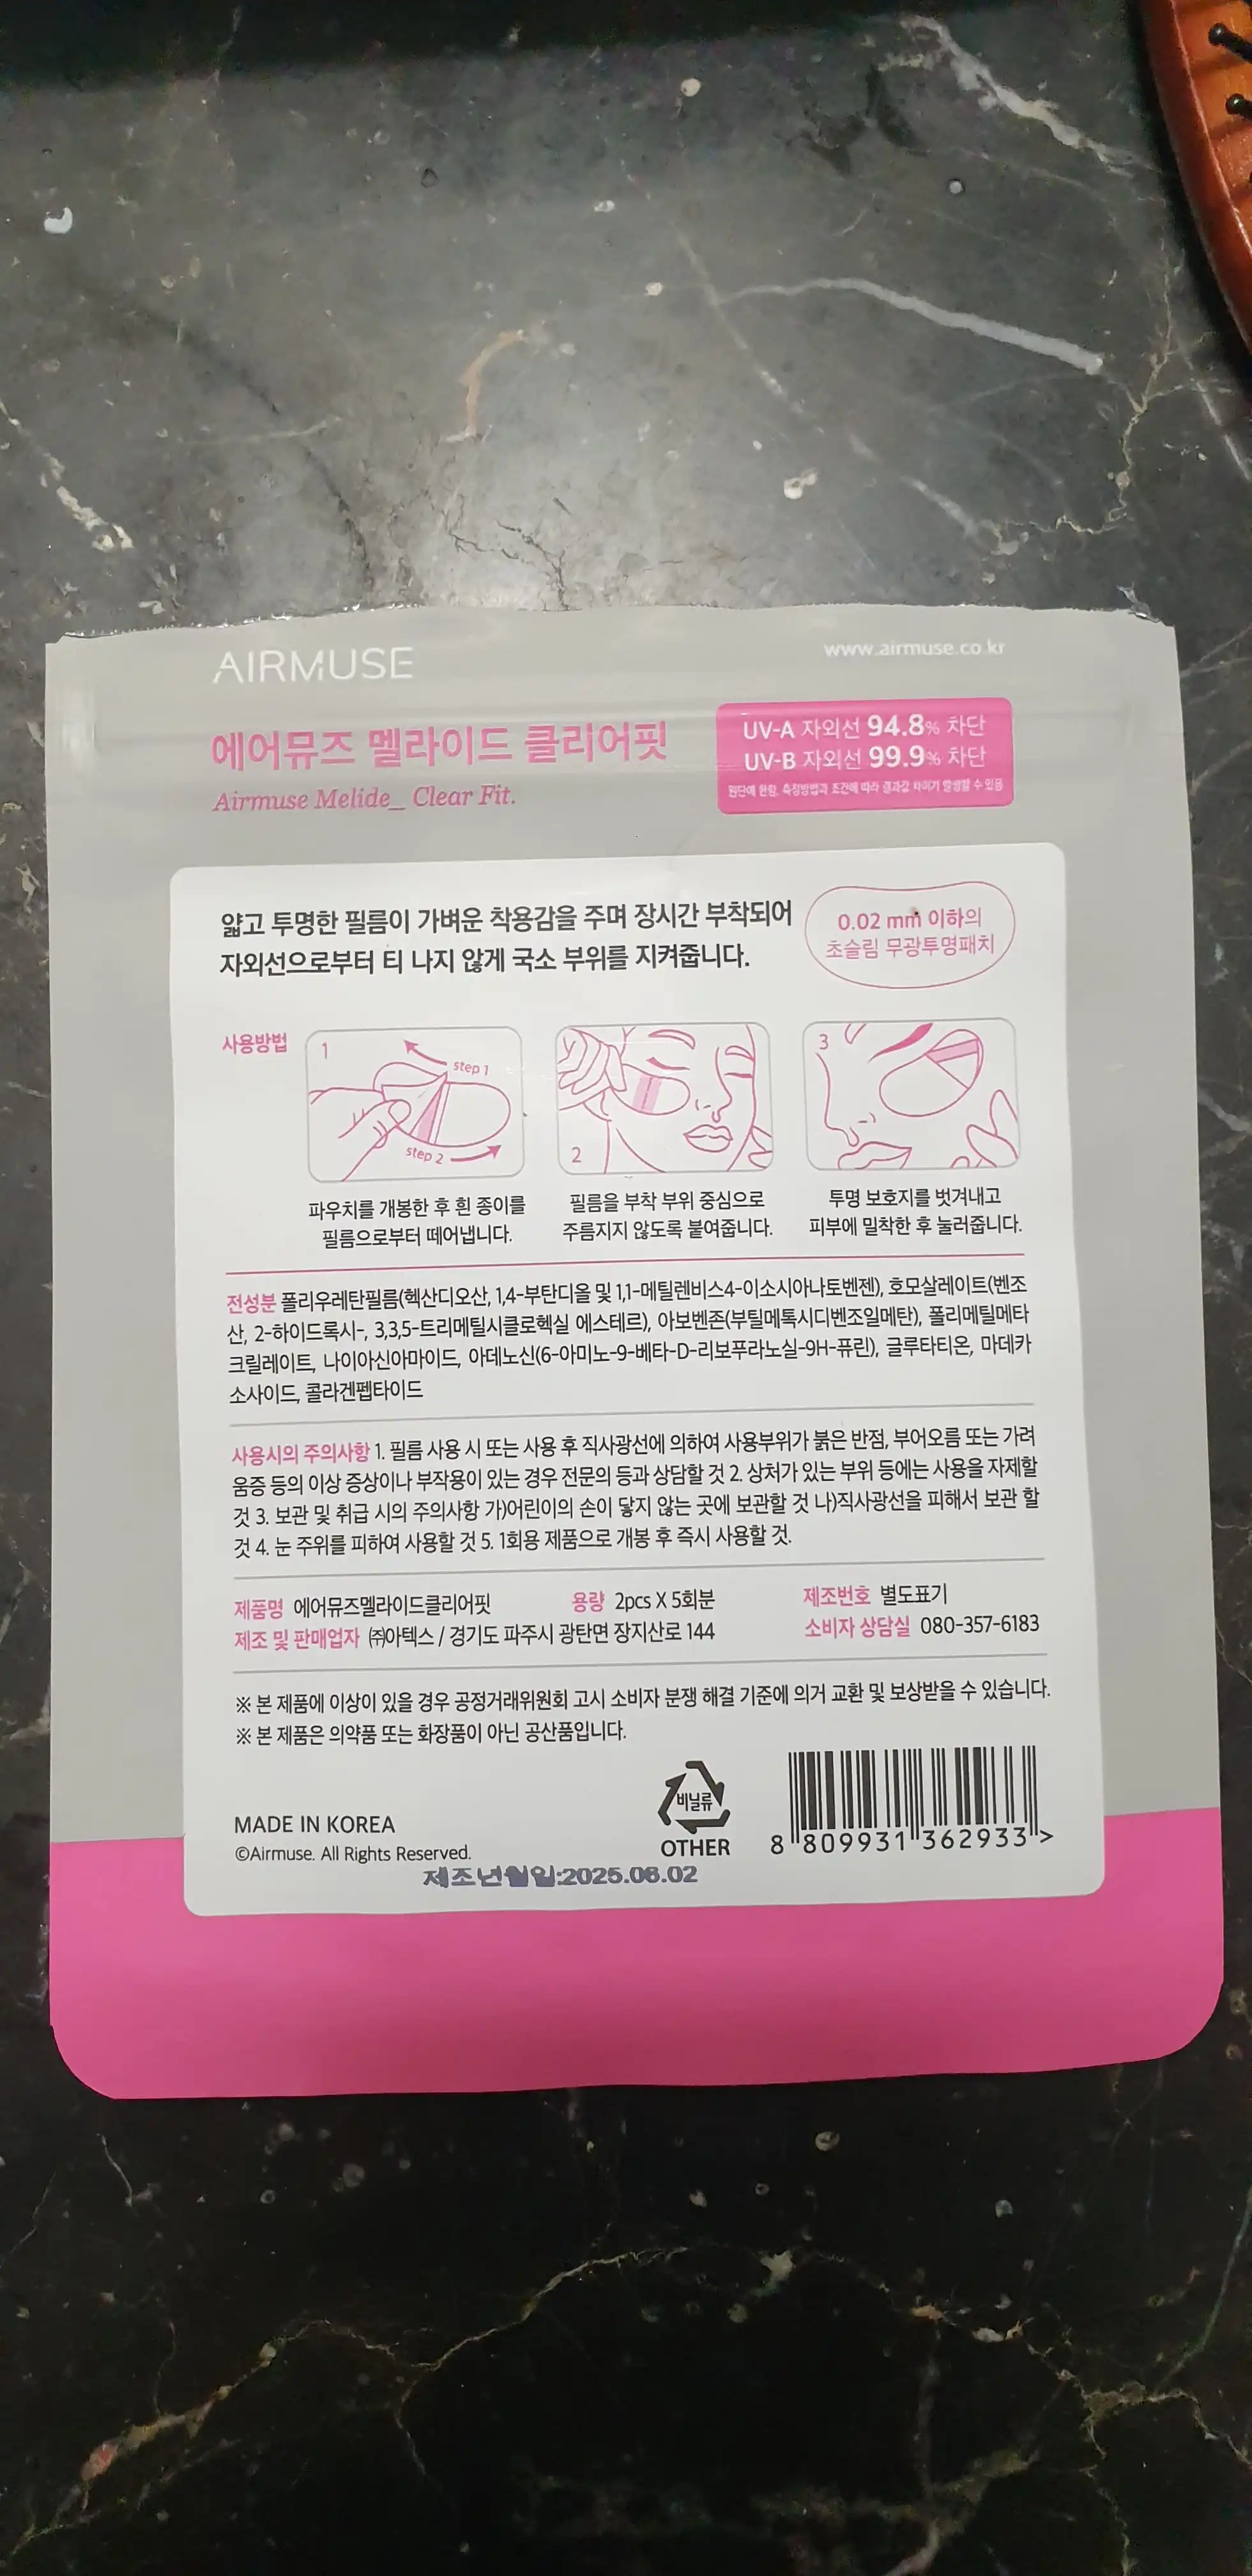 AIRMUSE
www.airmuse.co.kr
에어뮤즈 멜라이드 클리어핏
Airmuse Melide_ Clear Fit.
UV-A 자외선 94.8% 차단
UV-B 자외선 99.9% 차단
원단에 한함. 측정방법과 조건에 따라 결과값 차이가 발생할 수 있음
얇고 투명한 필름이 가벼운 착용감을 주며 장시간 부착되어
자외선으로부터 티 나지 않게 국소 부위를 지켜줍니다.
0.02 mm 이하의
초슬림 무광투명패치
사용방법
1
step 1
step 2
2
3
파우치를 개봉한 후 흰 종이를
필름으로부터 떼어냅니다.
필름을 부착 부위 중심으로
주름지지 않도록 붙여줍니다.
투명 보호지를 벗겨내고
피부에 밀착한 후 눌러줍니다.
전성분 폴리우레탄필름(헥산디오산, 1,4-부탄디올 및 1,1-메틸렌비스4-이소시아나토벤젠), 호모살레이트(벤조
산, 2-하이드록시-, 3,3,5-트리메틸시클로헥실 에스테르), 아보벤존(부틸메톡시디벤조일메탄), 폴리메틸메타
크릴레이트, 나이아신아마이드, 아데노신(6-아미노-9-베타-D-리보푸라노실-9H-퓨린), 글루타티온, 마데카
소사이드, 콜라겐펩타이드
사용시의 주의사항 1. 필름 사용 시 또는 사용 후 직사광선에 의하여 사용부위가 붉은 반점, 부어오름 또는 가려
움증 등의 이상 증상이나 부작용이 있는 경우 전문의 등과 상담할 것 2. 상처가 있는 부위 등에는 사용을 자제할
것 3. 보관 및 취급 시의 주의사항 가)어린이의 손이 닿지 않는 곳에 보관할 것 나)직사광선을 피해서 보관 할
것 4. 눈 주위를 피하여 사용할 것 5. 1회용 제품으로 개봉 후 즉시 사용할 것.
제품명 에어뮤즈멜라이드클리어핏 용량 2pcs X 5회분 제조번호 별도표기
제조 및 판매업자 ㈜아텍스 / 경기도 파주시 광탄면 장지산로 144 소비자 상담실 080-357-6183
※ 본 제품에 이상이 있을 경우 공정거래위원회 고시 소비자 분쟁 해결 기준에 의거 교환 및 보상받을 수 있습니다.
※ 본 제품은 의약품 또는 화장품이 아닌 공산품입니다.
MADE IN KOREA
©Airmuse. All Rights Reserved.
비닐류
OTHER
8 809931 362933 >
제조년월일:2025.06.02